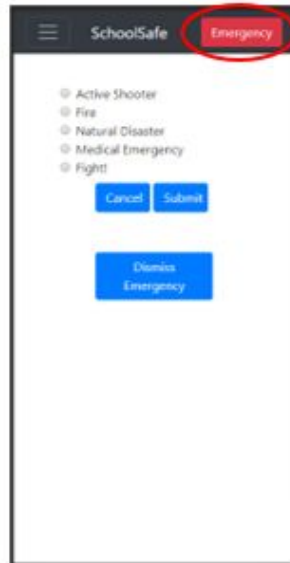 SchoolSafe Emergency
Active Shooter
Fire
Natural Disaster
Medical Emergency
Fight!
Cancel Submit
Dismiss
Emergency